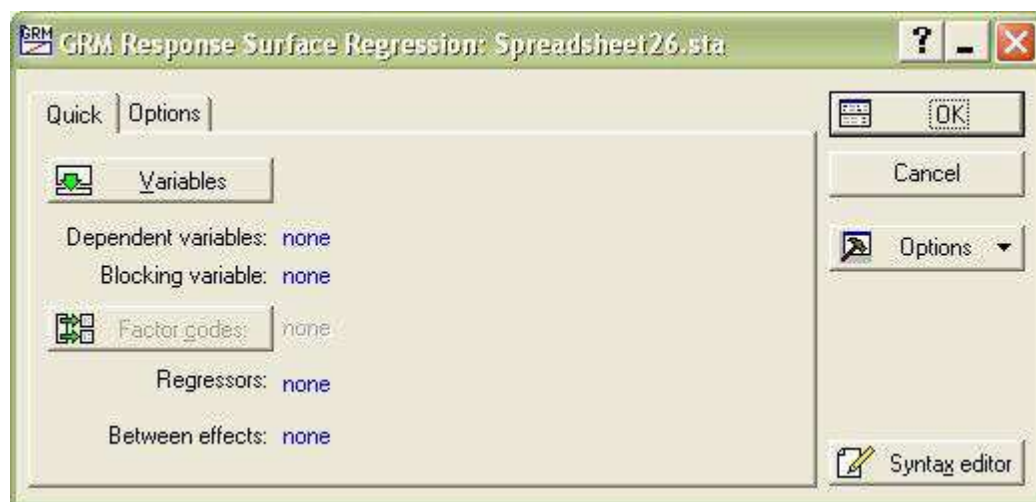 GRM GRM Response Surface Regression: Spreadsheet26.sta ?
Quick Options
OK
Variables
Cancel
Dependent variables: none
Options
Blocking variable: none
Factor codes: none
Regressors: none
Between effects: none
Syntax editor